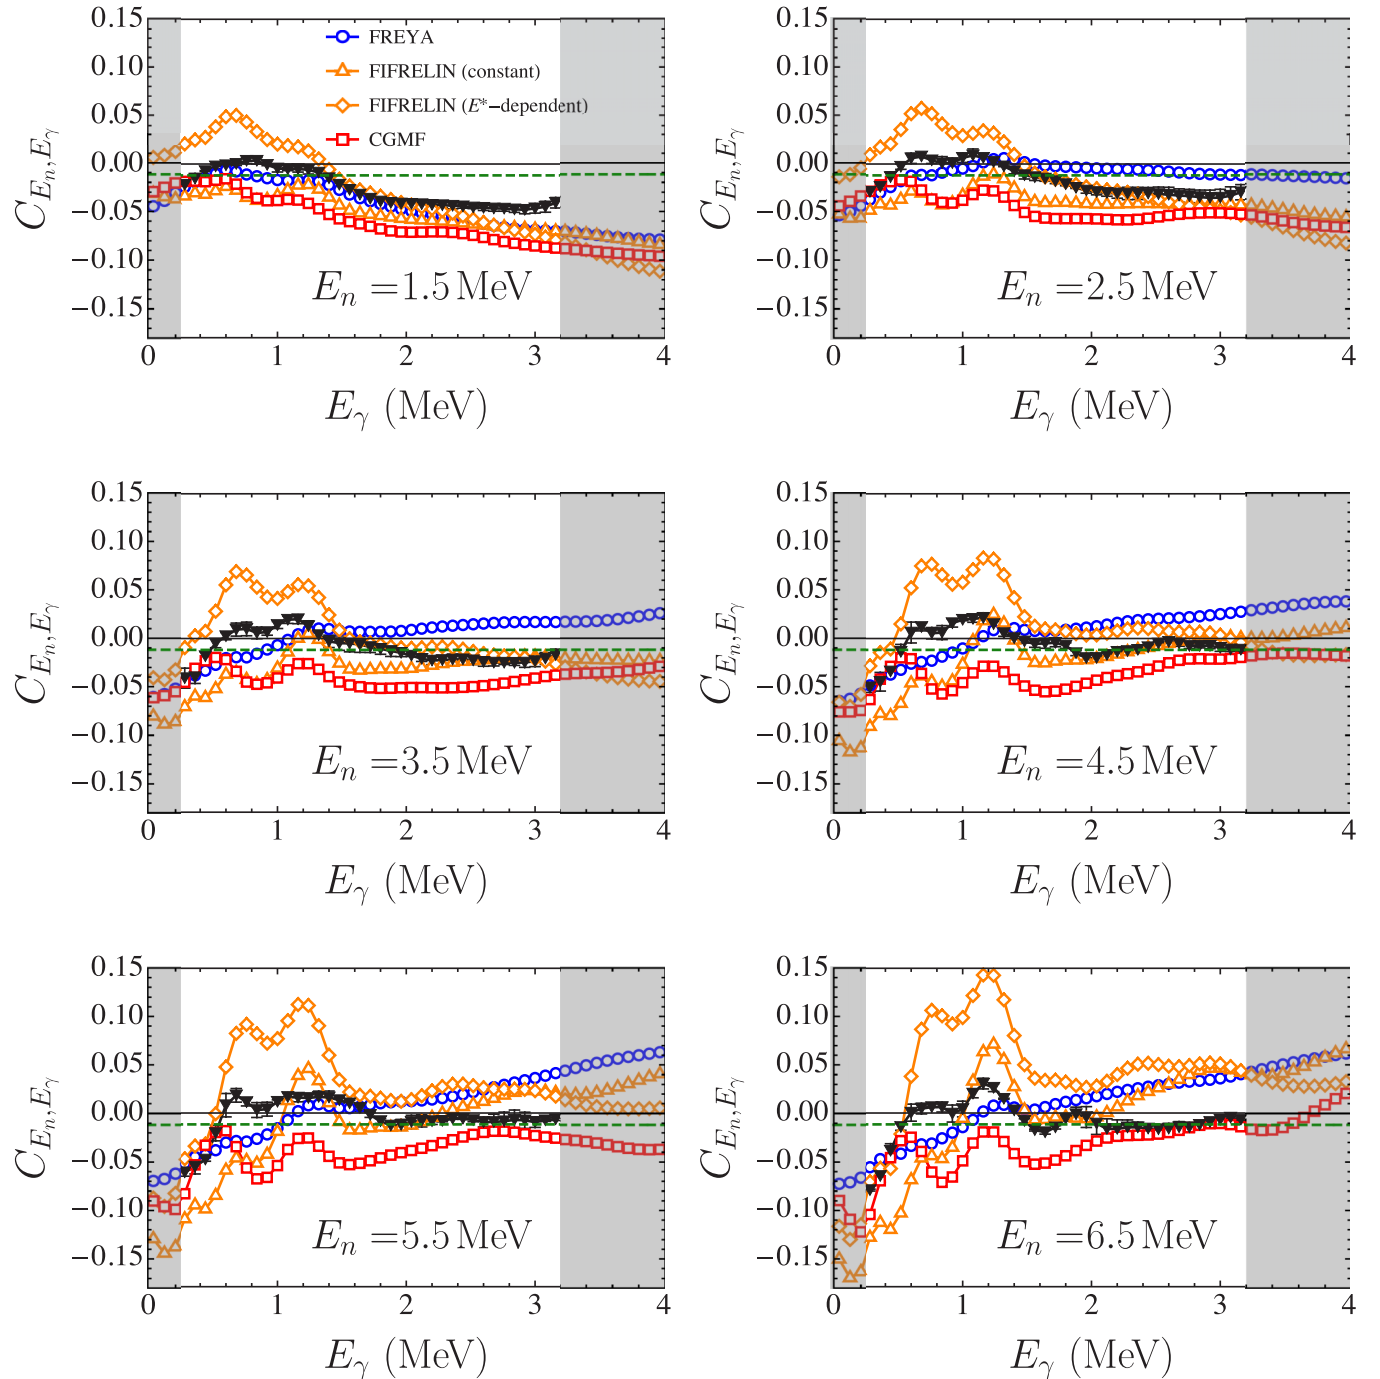 0.15
0.10
0.05
0.00
−0.05
−0.10
−0.15
C_{E_n, E_γ}
FREYA
FIFRELIN (constant)
FIFRELIN (E*−dependent)
CGMF
E_n = 1.5 MeV
0 1 2 3 4
E_γ (MeV)
0.15
0.10
0.05
0.00
−0.05
−0.10
−0.15
C_{E_n, E_γ}
E_n = 2.5 MeV
0 1 2 3 4
E_γ (MeV)
0.15
0.10
0.05
0.00
−0.05
−0.10
−0.15
C_{E_n, E_γ}
E_n = 3.5 MeV
0 1 2 3 4
E_γ (MeV)
0.15
0.10
0.05
0.00
−0.05
−0.10
−0.15
C_{E_n, E_γ}
E_n = 4.5 MeV
0 1 2 3 4
E_γ (MeV)
0.15
0.10
0.05
0.00
−0.05
−0.10
−0.15
C_{E_n, E_γ}
E_n = 5.5 MeV
0 1 2 3 4
E_γ (MeV)
0.15
0.10
0.05
0.00
−0.05
−0.10
−0.15
C_{E_n, E_γ}
E_n = 6.5 MeV
0 1 2 3 4
E_γ (MeV)